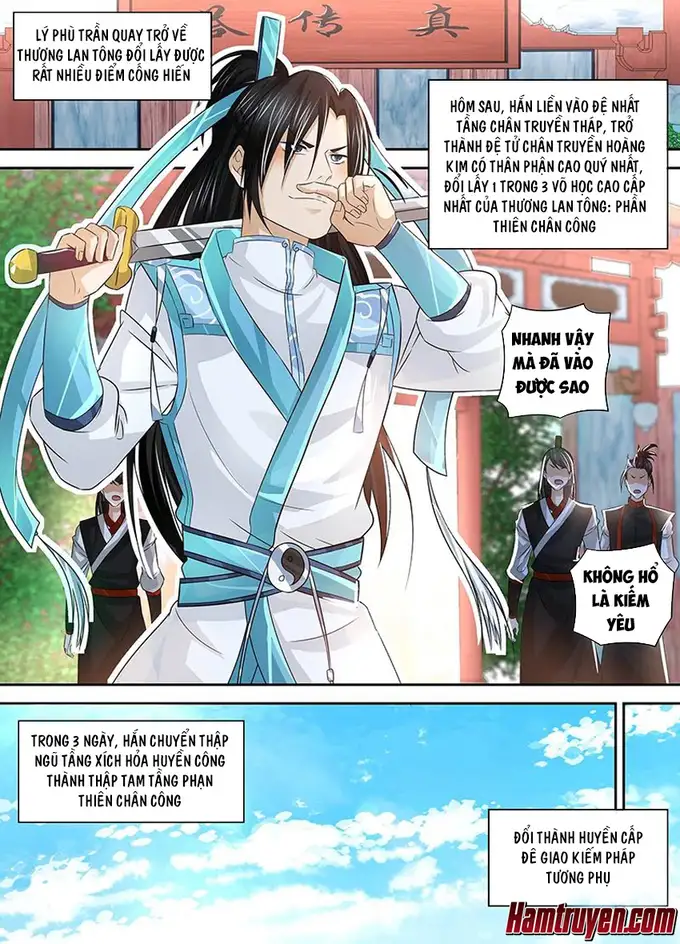 塔传真
LÝ PHÙ TRẦN QUAY TRỞ VỀ
THƯƠNG LAN TÔNG ĐỔI LẤY ĐƯỢC
RẤT NHIỀU ĐIỂM CỐNG HIẾN
HÔM SAU, HẮN LIỀN VÀO ĐỆ NHẤT
TẦNG CHÂN TRUYỀN THÁP, TRỞ
THÀNH ĐỆ TỬ CHÂN TRUYỀN HOÀNG
KIM CÓ THÂN PHẬN CAO QUÝ NHẤT,
ĐỔI LẤY 1 TRONG 3 VÕ HỌC CAO CẤP
NHẤT CỦA THƯƠNG LAN TÔNG: PHẦN
THIÊN CHÂN CÔNG
NHANH VẬY
MÀ ĐÃ VÀO
ĐƯỢC SAO
KHÔNG HỔ
LÀ KIẾM
YÊU
TRONG 3 NGÀY, HẮN CHUYỂN THẬP
NGŨ TẦNG XÍCH HỎA HUYỀN CÔNG
THÀNH THẬP TAM TẦNG PHẠN
THIÊN CHÂN CÔNG
ĐỔI THÀNH HUYỀN CẤP
ĐÊ GIAO KIẾM PHÁP
TƯƠNG PHỤ
Hamtruyen.com